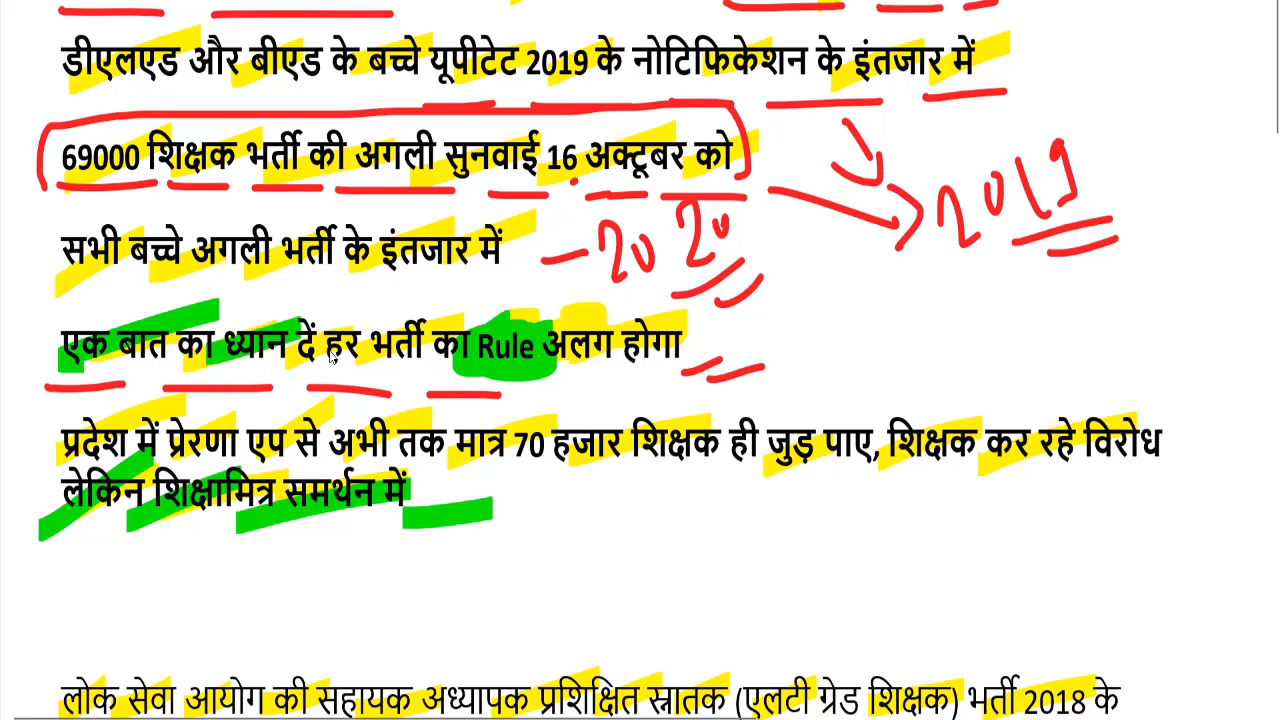 डीएलएड और बीएड के बच्चे यूपीटेट 2019 के नोटिफिकेशन के इंतजार में
69000 शिक्षक भर्ती की अगली सुनवाई 16 अक्टूबर को
2019
सभी बच्चे अगली भर्ती के इंतजार में
- 2020
एक बात का ध्यान दें हर भर्ती का Rule अलग होगा
प्रदेश में प्रेरणा एप से अभी तक मात्र 70 हजार शिक्षक ही जुड़ पाए, शिक्षक कर रहे विरोध
लेकिन शिक्षामित्र समर्थन में
लोक सेवा आयोग की सहायक अध्यापक प्रशिक्षित स्नातक (एलटी ग्रेड शिक्षक) भर्ती 2018 के